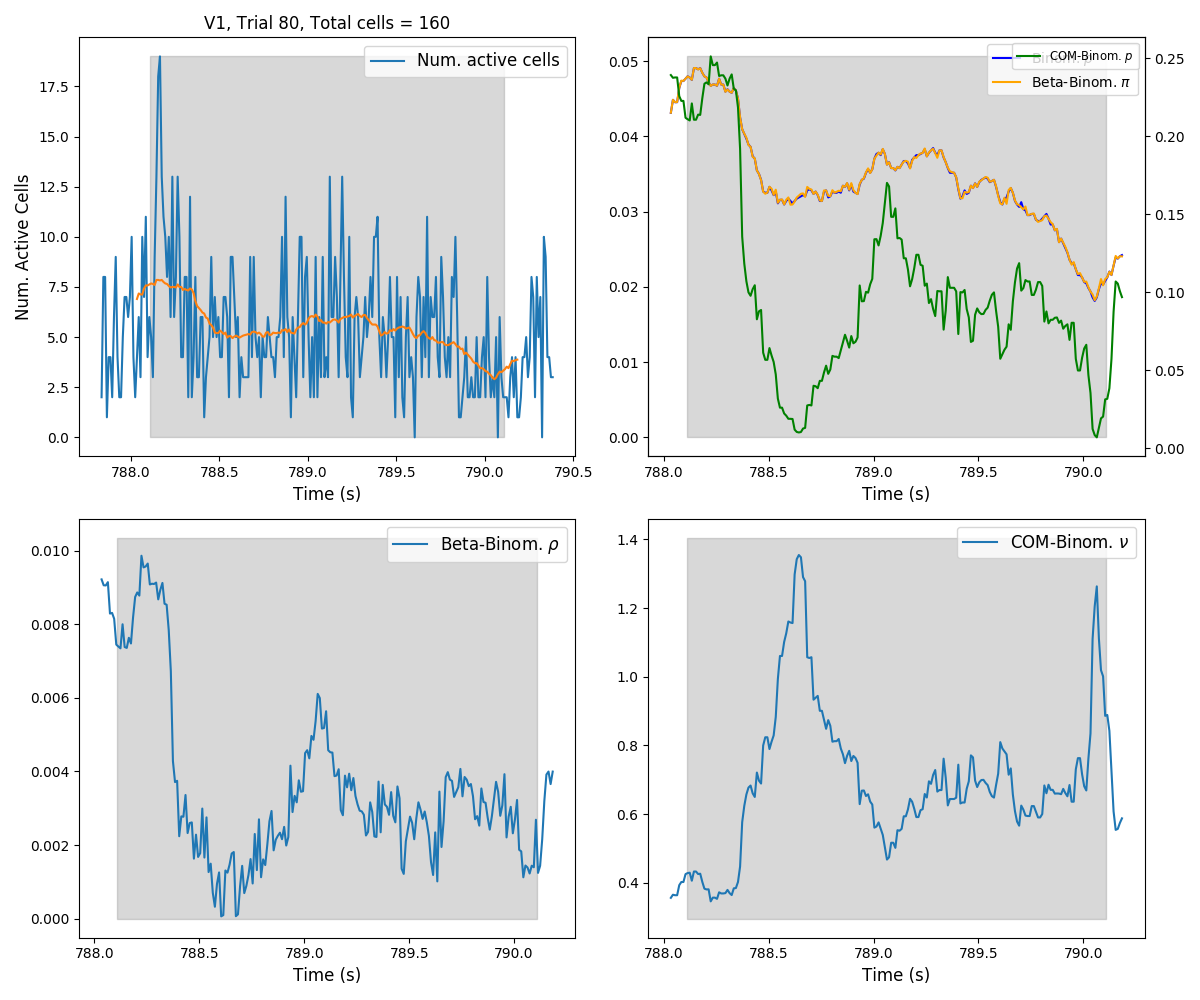 V1, Trial 80, Total cells = 160
Num. Active Cells
17.5
15.0
12.5
10.0
7.5
5.0
2.5
0.0
Num. active cells
788.0 788.5 789.0 789.5 790.0 790.5
Time (s)
0.05
0.04
0.03
0.02
0.01
0.00
COM-Binom. p
Beta-Binom. π
0.25
0.20
0.15
0.10
0.05
0.00
788.0 788.5 789.0 789.5 790.0
Time (s)
0.010
0.008
0.006
0.004
0.002
0.000
Beta-Binom. ρ
788.0 788.5 789.0 789.5 790.0
Time (s)
1.4
1.2
1.0
0.8
0.6
0.4
COM-Binom. ν
788.0 788.5 789.0 789.5 790.0
Time (s)